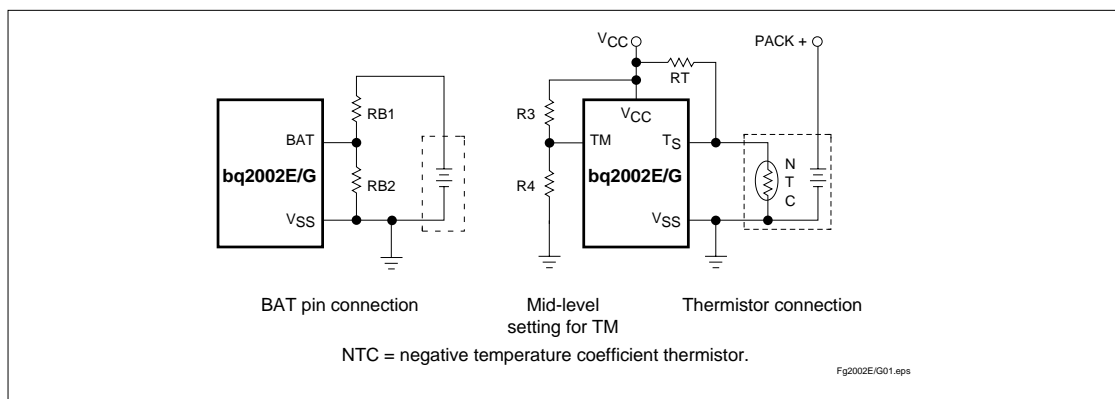 BAT
bq2002E/G
VSS
RB1
RB2
BAT pin connection
VCC
RT
PACK +
R3
VCC
TM
TS
bq2002E/G
R4
VSS
N
T
C
Mid-level
setting for TM
Thermistor connection
NTC = negative temperature coefficient thermistor.
Fg2002E/G01.eps